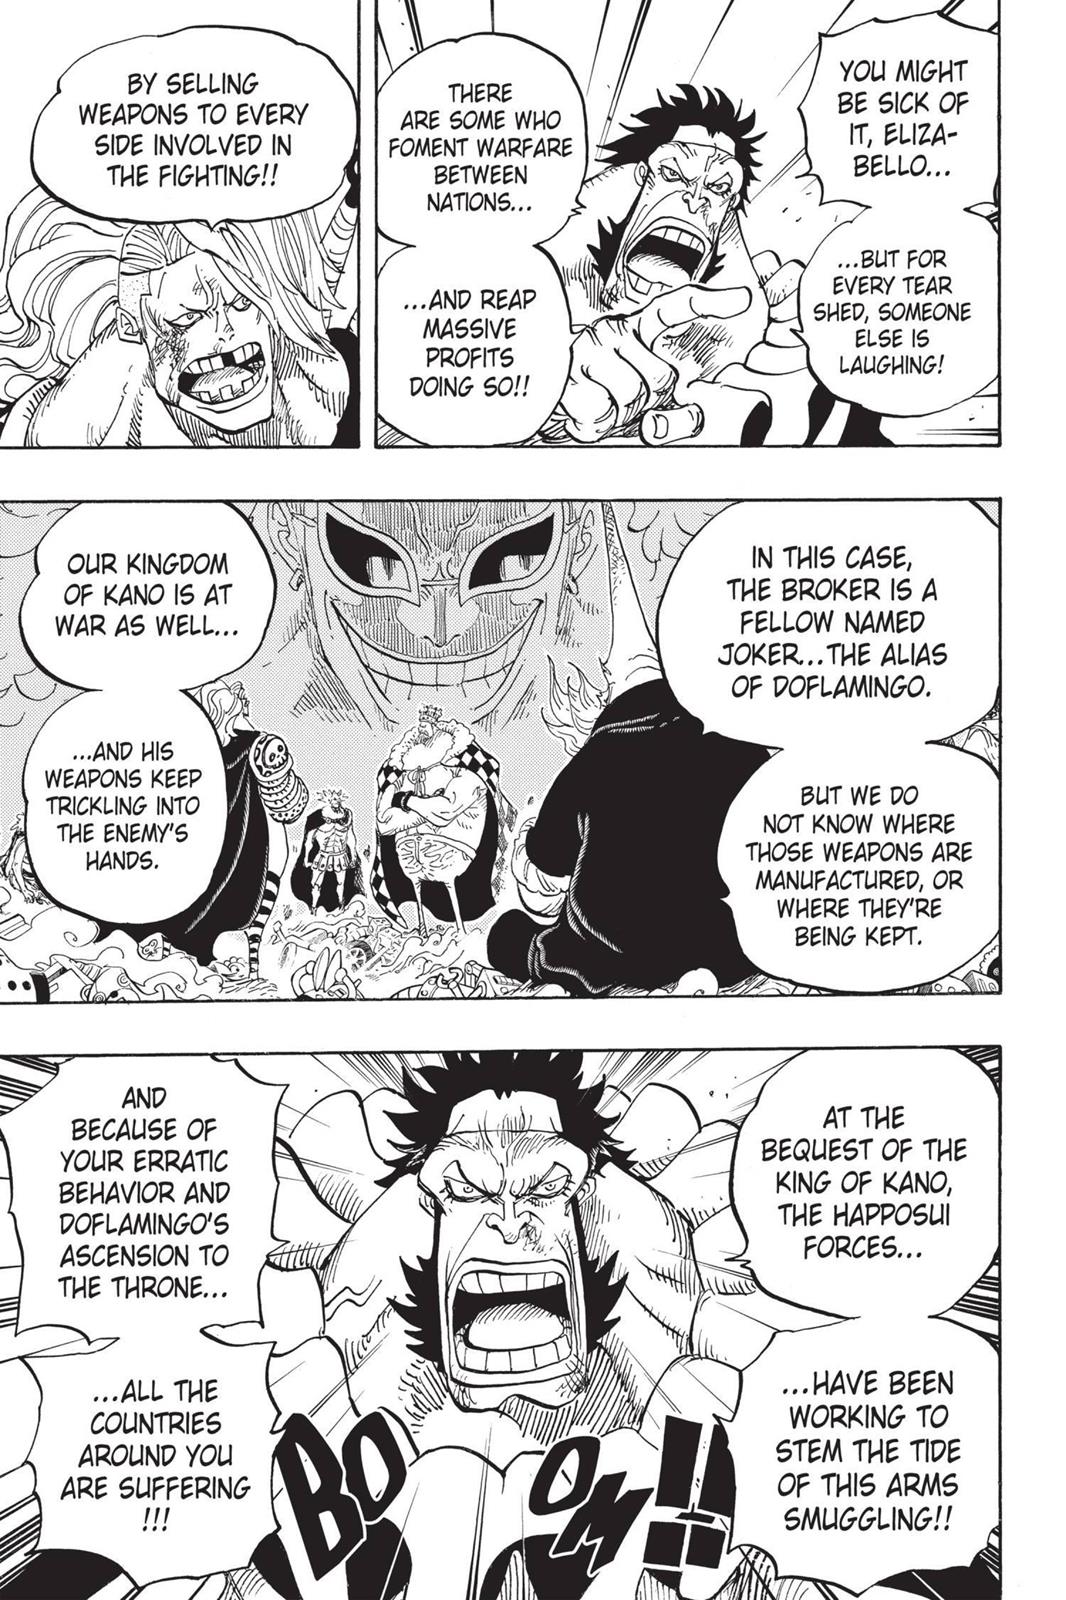 YOU MIGHT
BE SICK OF
IT, ELIZA-
BELLO...
...BUT FOR
EVERY TEAR
SHED, SOMEONE
ELSE IS
LAUGHING!
THERE
ARE SOME WHO
FOMENT WARFARE
BETWEEN
NATIONS...
...AND REAP
MASSIVE
PROFITS
DOING SO!!
BY SELLING
WEAPONS TO EVERY
SIDE INVOLVED IN
THE FIGHTING!!
IN THIS CASE,
THE BROKER IS A
FELLOW NAMED
JOKER...THE ALIAS
OF DOFLAMINGO.
BUT WE DO
NOT KNOW WHERE
THOSE WEAPONS ARE
MANUFACTURED, OR
WHERE THEY'RE
BEING KEPT.
OUR KINGDOM
OF KANO IS AT
WAR AS WELL...
...AND HIS
WEAPONS KEEP
TRICKLING INTO
THE ENEMY'S
HANDS.
AT THE
BEQUEST OF THE
KING OF KANO,
THE HAPPOSUI
FORCES...
...HAVE BEEN
WORKING TO
STEM THE TIDE
OF THIS ARMS
SMUGGLING!!
AND
BECAUSE OF
YOUR ERRATIC
BEHAVIOR AND
DOFLAMINGO'S
ASCENSION TO
THE THRONE...
...ALL THE
COUNTRIES
AROUND YOU
ARE SUFFERING
!!!
BOOM!!